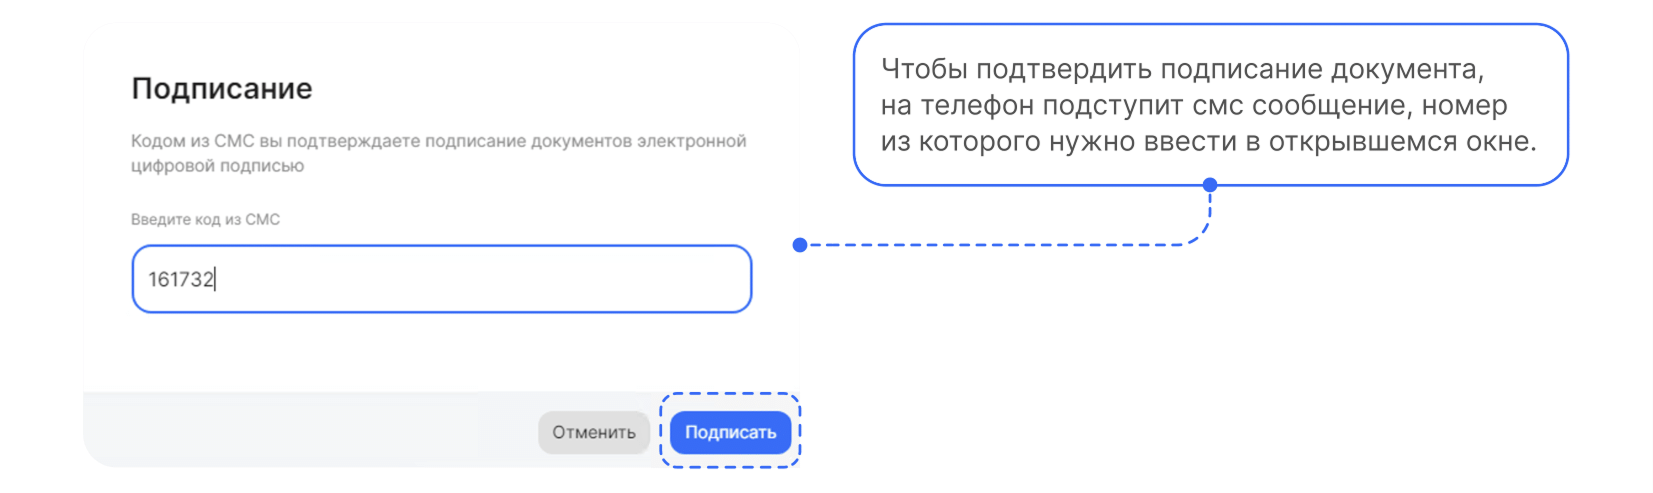 Подписание
Кодом из СМС вы подтверждаете подписание документов электронной
цифровой подписью
Введите код из СМС
161732
Отменить
Подписать
Чтобы подтвердить подписание документа,
на телефон подступит смс сообщение, номер
из которого нужно ввести в открывшемся окне.